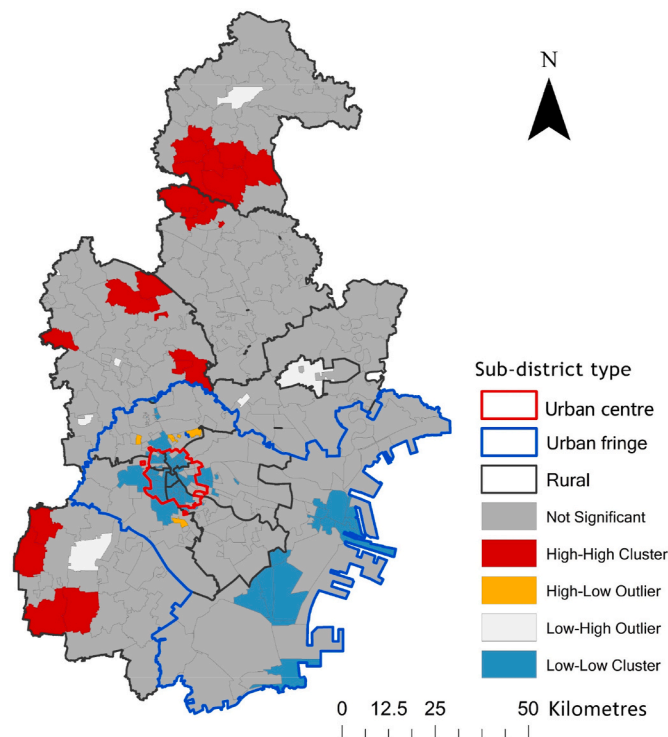 N
Sub-district type
Urban centre
Urban fringe
Rural
Not Significant
High-High Cluster
High-Low Outlier
Low-High Outlier
Low-Low Cluster
0 12.5 25 50 Kilometres